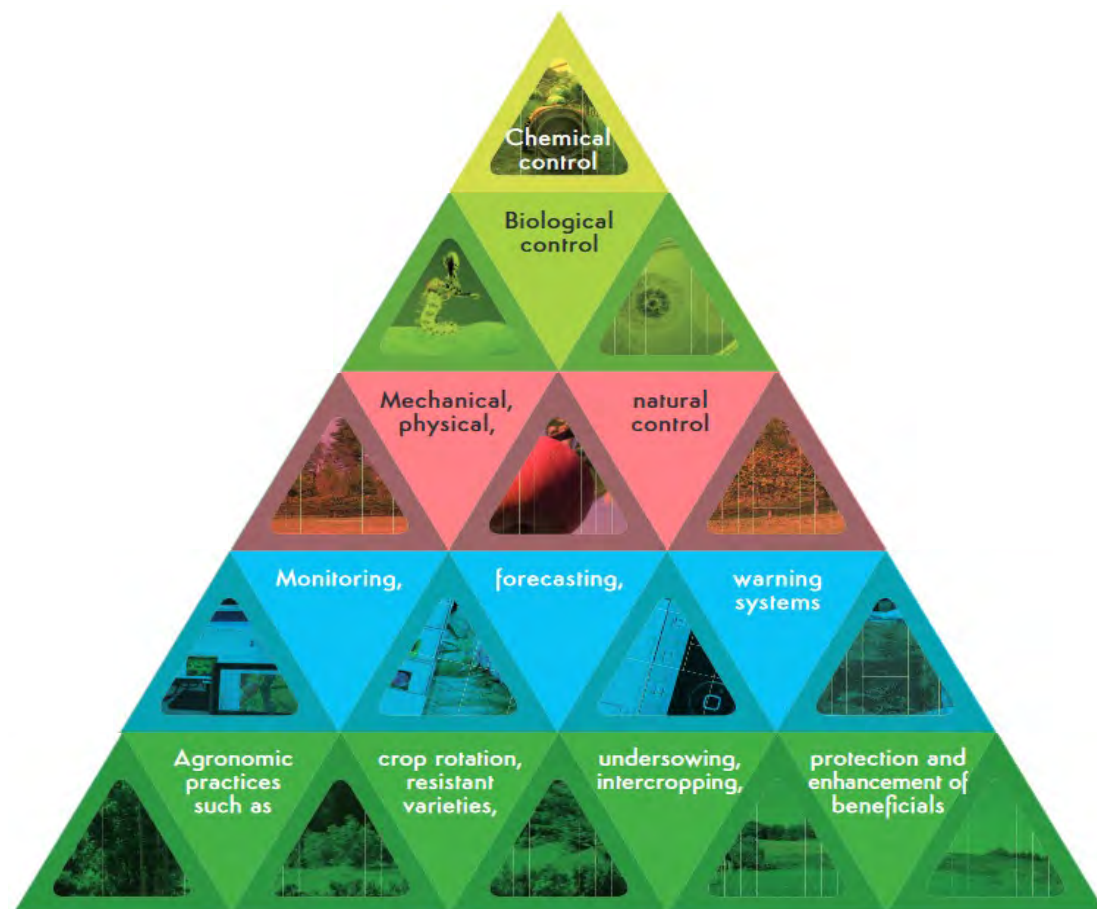 Chemical
control
Biological
control
Mechanical,
physical,
natural
control
Monitoring,
forecasting,
warning
systems
Agronomic
practices
such as
crop rotation,
resistant
varieties,
undersowing,
intercropping,
protection and
enhancement of
beneficials